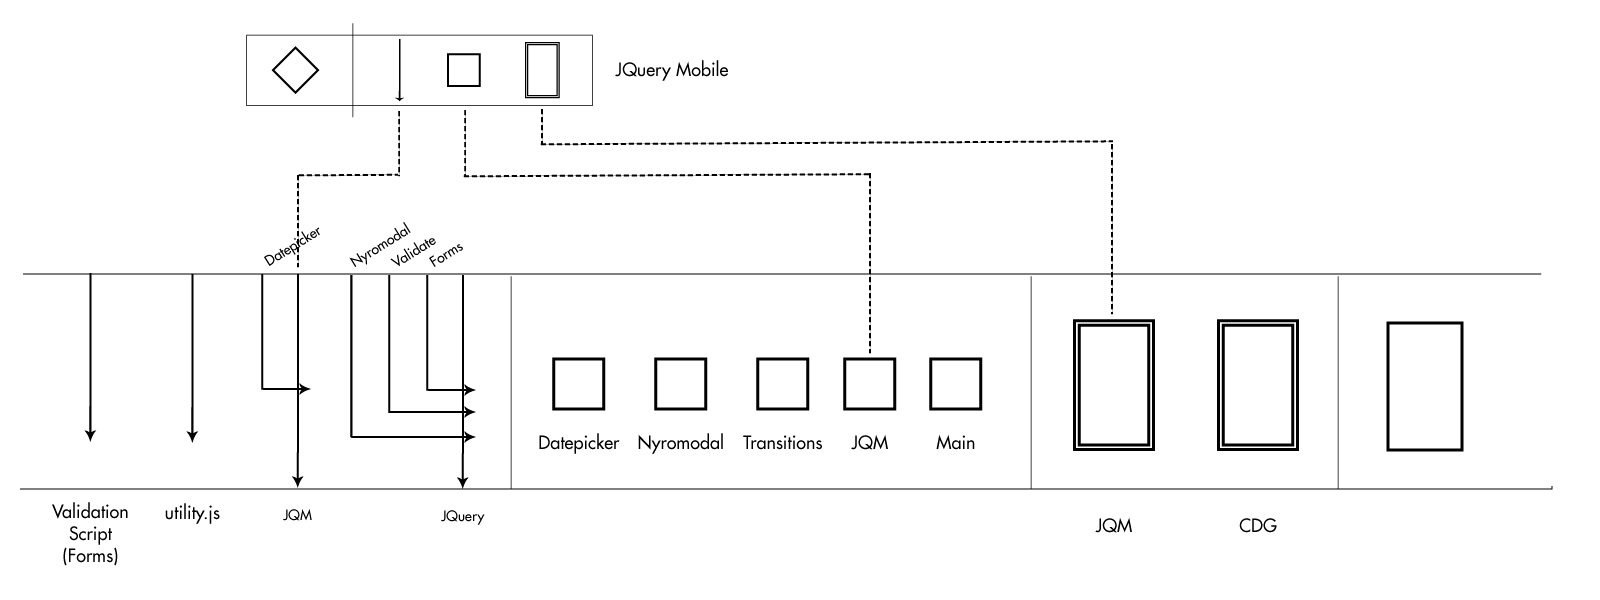 JQuery Mobile
Datepicker
Nyromodal
Validate
Forms
Datepicker
Nyromodal
Transitions
JQM
Main
Validation
Script
(Forms)
utility.js
JQM
JQuery
JQM
CDG